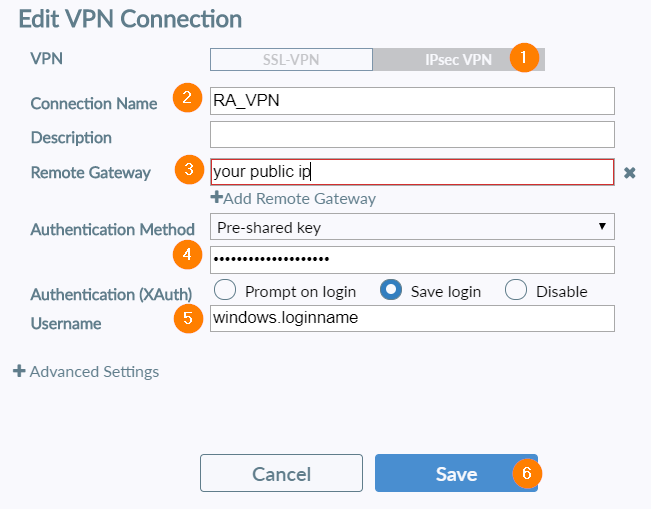 Edit VPN Connection
VPN SSL-VPN IPsec VPN 1
Connection Name 2 RA_VPN
Description
Remote Gateway 3 your public ip ✖
+Add Remote Gateway
Authentication Method Pre-shared key ▼
4 ••••••••••••••••••••
Authentication (XAuth) Prompt on login Save login Disable
Username 5 windows.loginname
+ Advanced Settings
Cancel Save 6